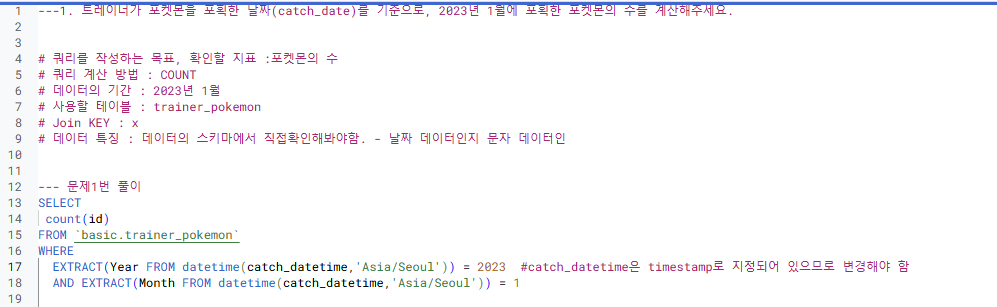 1 ---1. 트레이너가 포켓몬을 포획한 날짜(catch_date)를 기준으로, 2023년 1월에 포획한 포켓몬의 수를 계산해주세요.
2
3
4 # 쿼리를 작성하는 목표, 확인할 지표 :포켓몬의 수
5 # 쿼리 계산 방법 : COUNT
6 # 데이터의 기간 : 2023년 1월
7 # 사용할 테이블 : trainer_pokemon
8 # Join KEY : x
9 # 데이터 특징 : 데이터의 스키마에서 직접확인해봐야함. - 날짜 데이터인지 문자 데이터인
10
11
12 --- 문제1번 풀이
13 SELECT
14 count(id)
15 FROM `basic.trainer_pokemon`
16 WHERE
17 EXTRACT(Year FROM datetime(catch_datetime,'Asia/Seoul')) = 2023 #catch_datetime은 timestamp로 지정되어 있으므로 변경해야 함
18 AND EXTRACT(Month FROM datetime(catch_datetime,'Asia/Seoul')) = 1
19